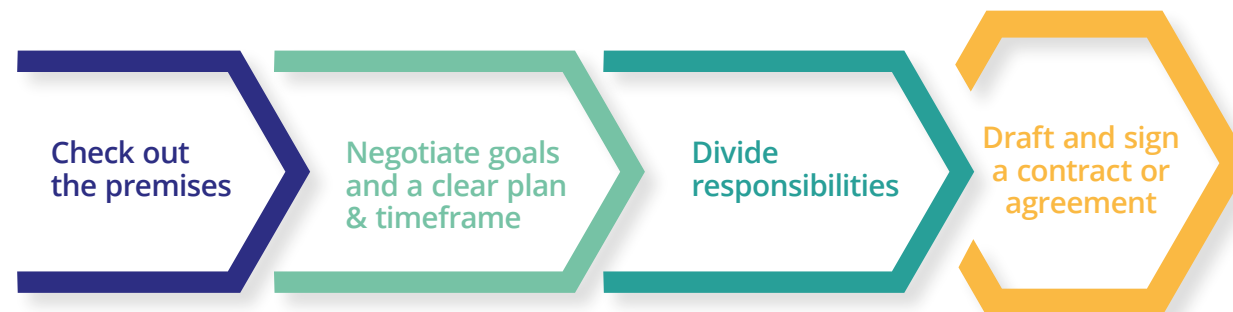 Check out
the premises
Negotiate goals
and a clear plan
& timeframe
Divide
responsibilities
Draft and sign
a contract or
agreement